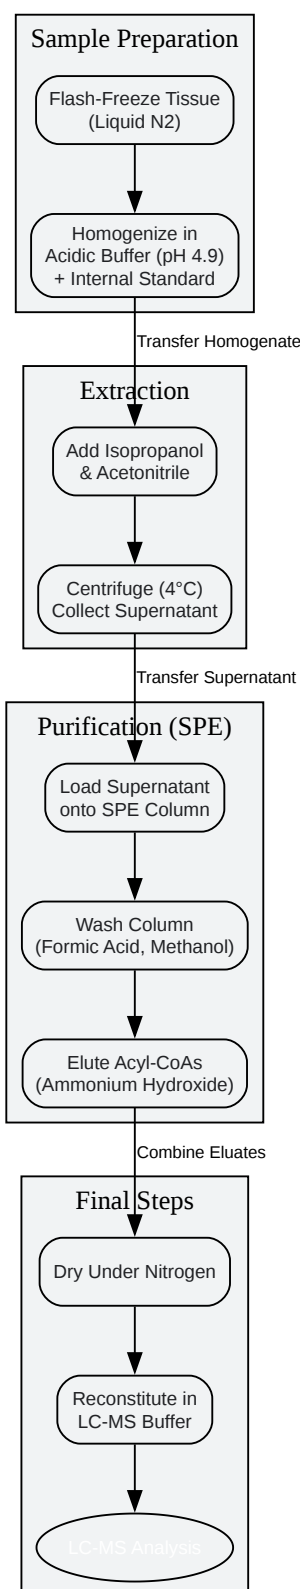 Sample Preparation
Flash-Freeze Tissue
(Liquid N2)
Homogenize in
Acidic Buffer (pH 4.9)
+ Internal Standard
Transfer Homogenate
Extraction
Add Isopropanol
& Acetonitrile
Centrifuge (4°C)
Collect Supernatant
Transfer Supernatant
Purification (SPE)
Load Supernatant
onto SPE Column
Wash Column
(Formic Acid, Methanol)
Elute Acyl-CoAs
(Ammonium Hydroxide)
Combine Eluates
Final Steps
Dry Under Nitrogen
Reconstitute in
LC-MS Buffer
LC-MS Analysis